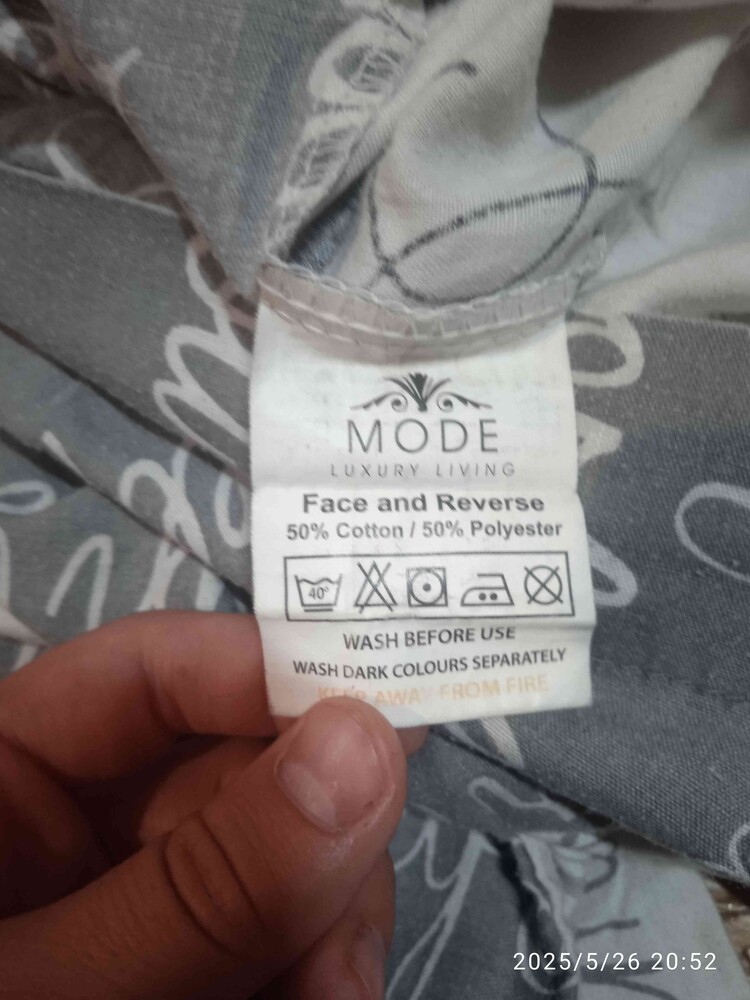 MODE
LUXURY LIVING
Face and Reverse
50% Cotton / 50% Polyester
40°
WASH BEFORE USE
WASH DARK COLOURS SEPARATELY
KEEP AWAY FROM FIRE
2025/5/26 20:52